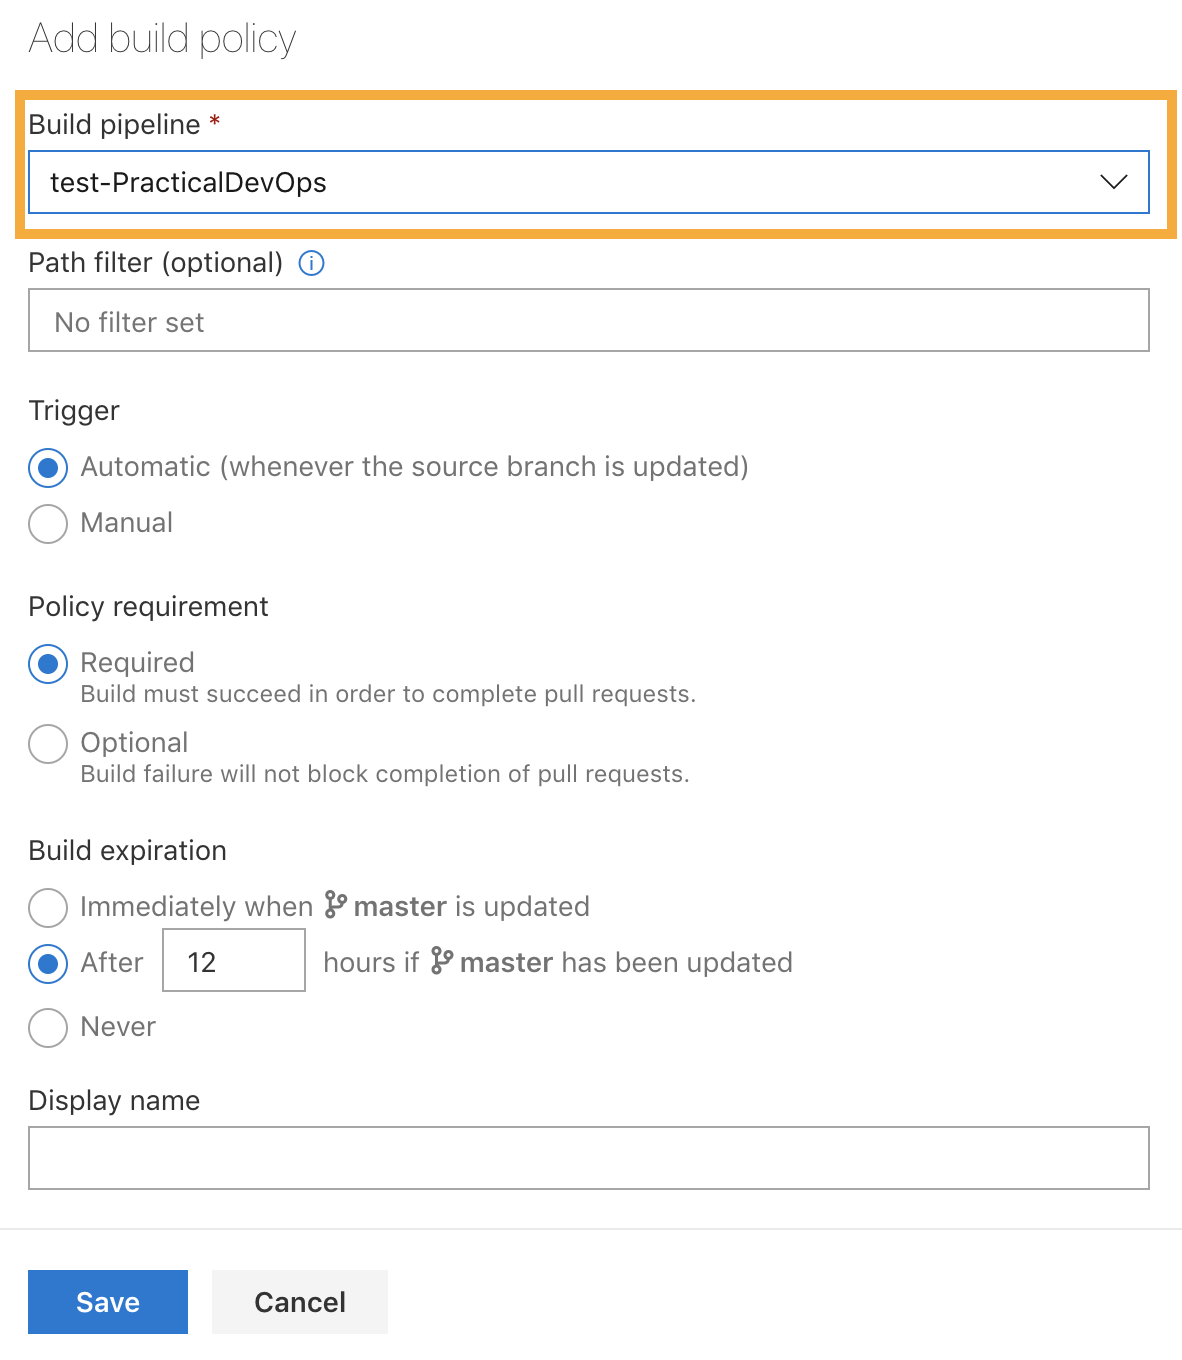 Add build policy
Build pipeline *
test-PracticalDevOps
Path filter (optional)
No filter set
Trigger
Automatic (whenever the source branch is updated)
Manual
Policy requirement
Required
Build must succeed in order to complete pull requests.
Optional
Build failure will not block completion of pull requests.
Build expiration
Immediately when master is updated
After 12 hours if master has been updated
Never
Display name
Save Cancel